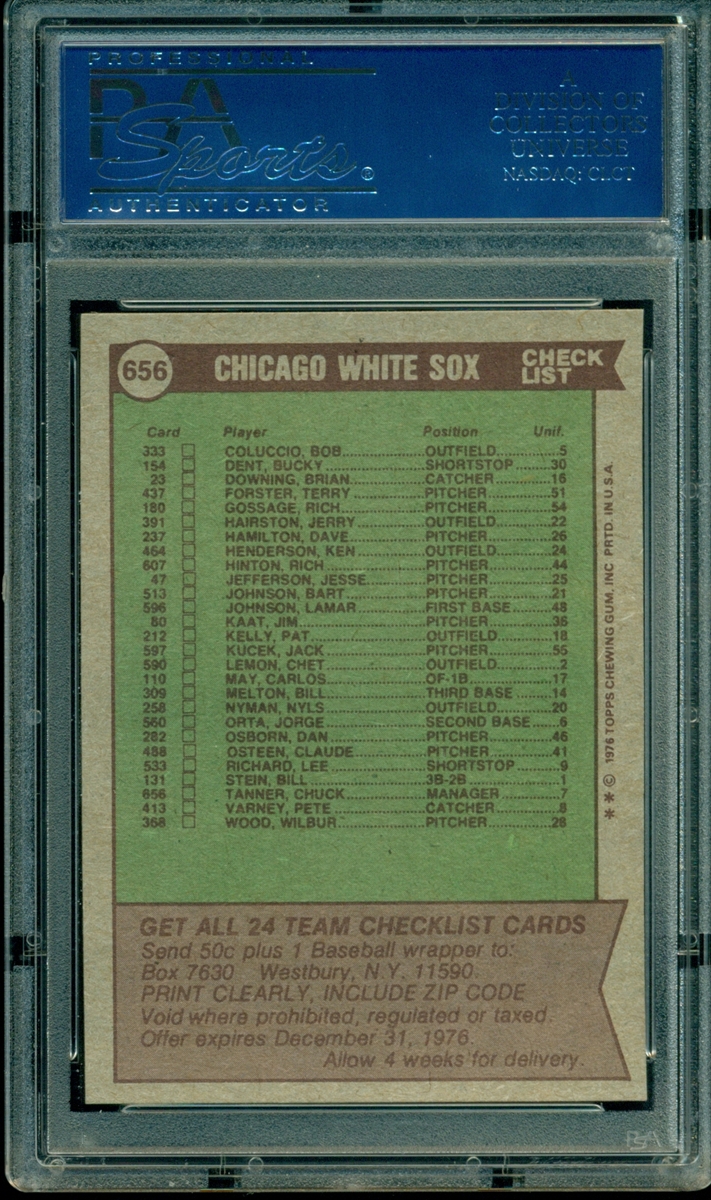 PROFESSIONAL
PSA
Sports®
AUTHENTICATOR
A
DIVISION OF
COLLECTORS
UNIVERSE
NASDAQ: CLCT
656 CHICAGO WHITE SOX CHECK LIST
Card Player Position Unif.
333 COLUCCIO, BOB OUTFIELD 5
154 DENT, BUCKY SHORTSTOP 30
23 DOWNING, BRIAN CATCHER 16
437 FORSTER, TERRY PITCHER 51
180 GOSSAGE, RICH PITCHER 54
391 HAIRSTON, JERRY OUTFIELD 22
237 HAMILTON, DAVE PITCHER 26
464 HENDERSON, KEN OUTFIELD 24
607 HINTON, RICH PITCHER 44
47 JEFFERSON, JESSE PITCHER 25
513 JOHNSON, BART PITCHER 21
596 JOHNSON, LAMAR FIRST BASE 48
80 KAAT, JIM PITCHER 36
212 KELLY, PAT OUTFIELD 18
597 KUCEK, JACK PITCHER 55
590 LEMON, CHET OUTFIELD 2
110 MAY, CARLOS OF-1B 17
309 MELTON, BILL THIRD BASE 14
258 NYMAN, NYLS OUTFIELD 20
560 ORTA, JORGE SECOND BASE 6
282 OSBORN, DAN PITCHER 46
488 OSTEEN, CLAUDE PITCHER 41
533 RICHARD, LEE SHORTSTOP 9
131 STEIN, BILL 3B-2B 1
656 TANNER, CHUCK MANAGER 7
413 VARNEY, PETE CATCHER 8
368 WOOD, WILBUR PITCHER 28
** © 1976 TOPPS CHEWING GUM, INC PRTD. IN U.S.A.
GET ALL 24 TEAM CHECKLIST CARDS
Send 50c plus 1 Baseball wrapper to:
Box 7630 Westbury, N.Y. 11590.
PRINT CLEARLY, INCLUDE ZIP CODE
Void where prohibited, regulated or taxed.
Offer expires December 31, 1976.
Allow 4 weeks for delivery.
PSA